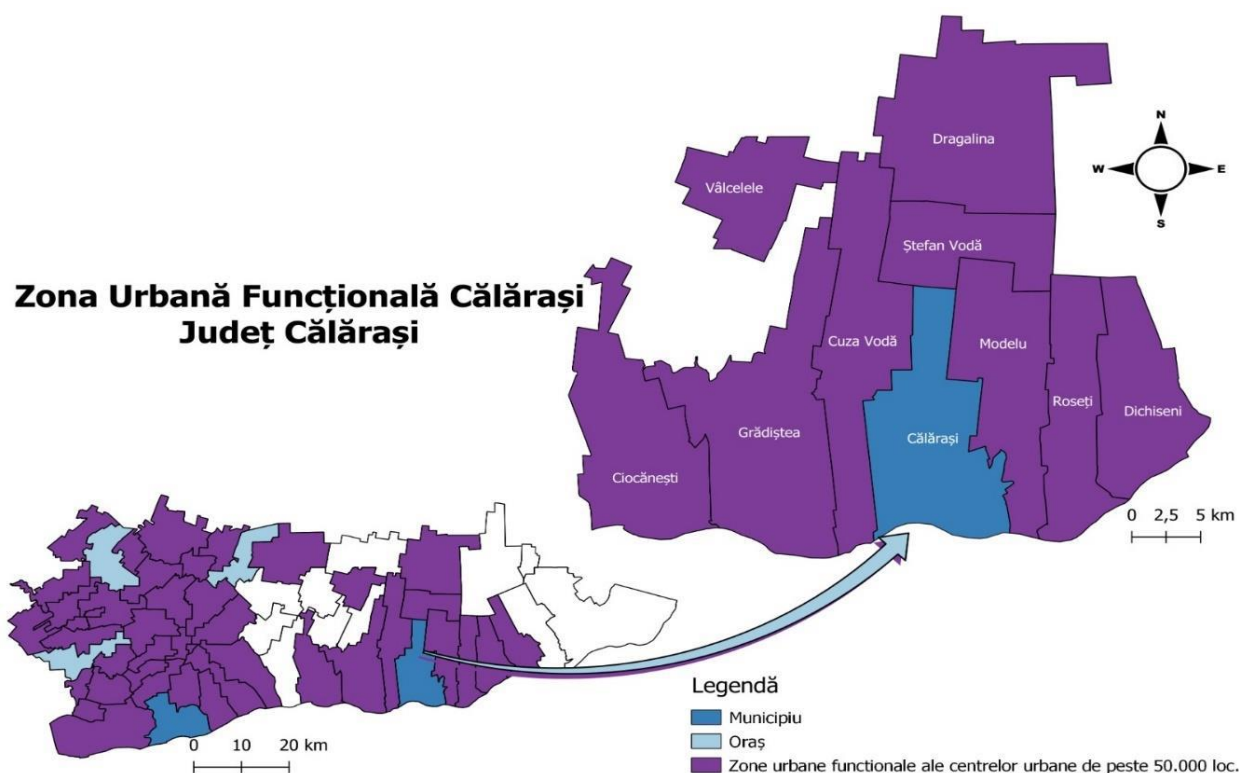 N
W E
S
Dragalina
Vâlcelele
Ștefan Vodă
Zona Urbană Funcțională Călărași
Județ Călărași
Cuza Vodă
Modelu
Roseți
Dichiseni
Grădiștea
Călărași
Ciocănești
0 2,5 5 km
Legendă
Municipiu
Oraș
Zone urbane functionale ale centrelor urbane de peste 50.000 loc.
0 10 20 km